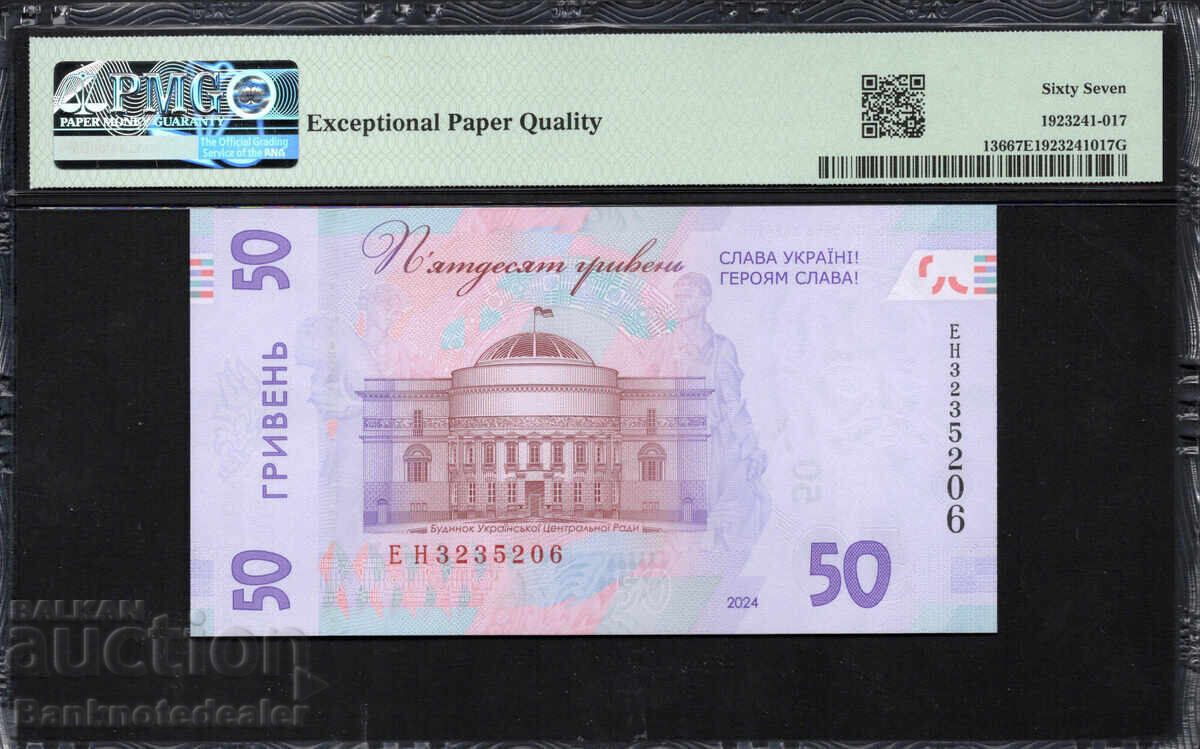 PMG
PAPER MONEY GUARANTY
The Official Grading
Service of the ANA
Exceptional Paper Quality
Sixty Seven
1923241-017
13667E1923241017G
50
ГРИВЕНЬ
50
П'ятдесят гривень
СЛАВА УКРАЇНІ!
ГЕРОЯМ СЛАВА!
ЕН3235206
Будинок Української Центральної Ради
ЕН3235206
50
50
2024
50
BALKAN
auction
Banknotedealer